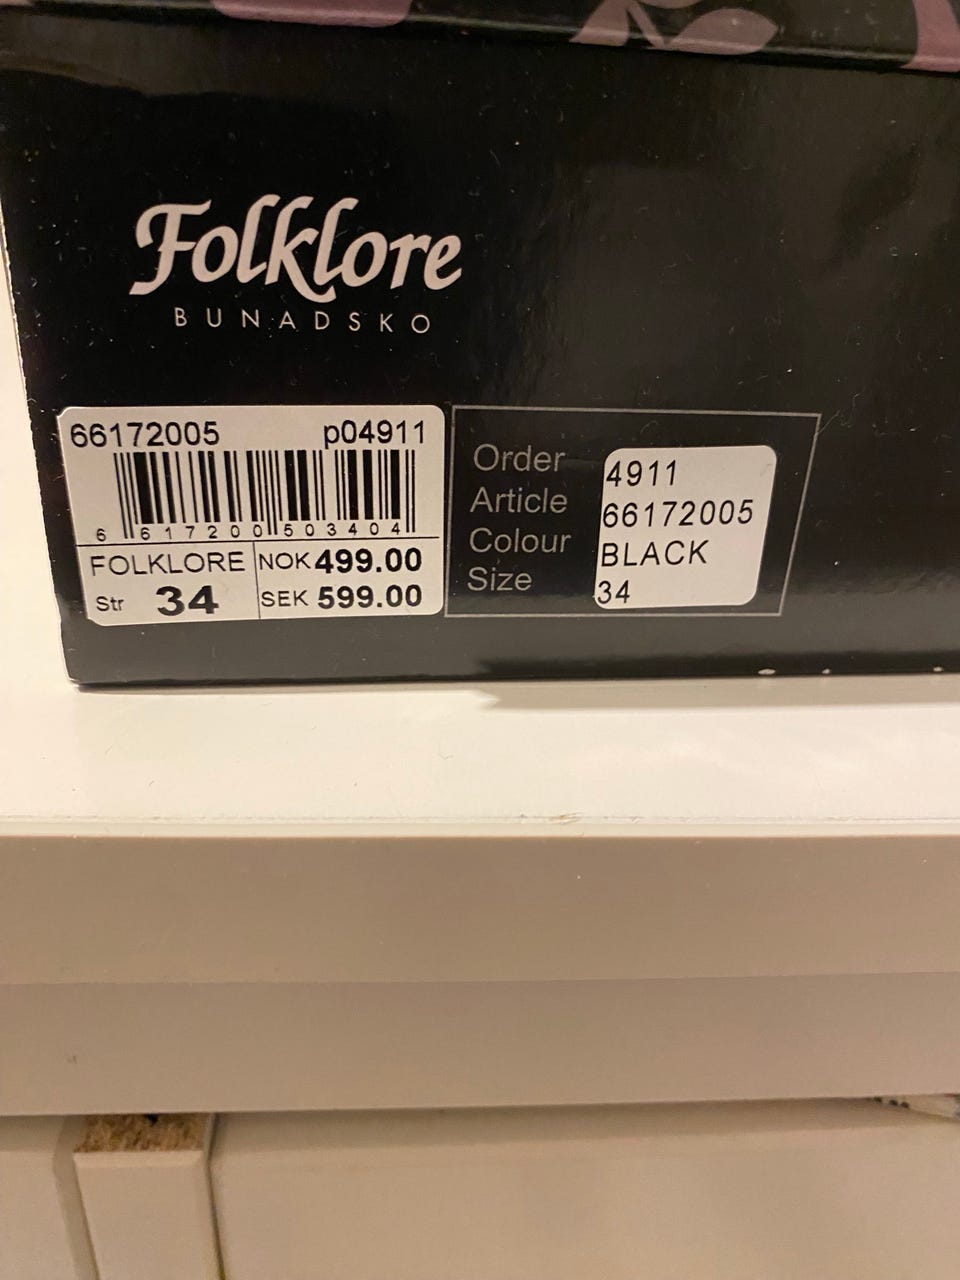 Folklore
BUNADSKO
66172005 p04911
6 617200 503404
FOLKLORE NOK 499.00
Str 34 SEK 599.00
Order 4911
Article 66172005
Colour BLACK
Size 34